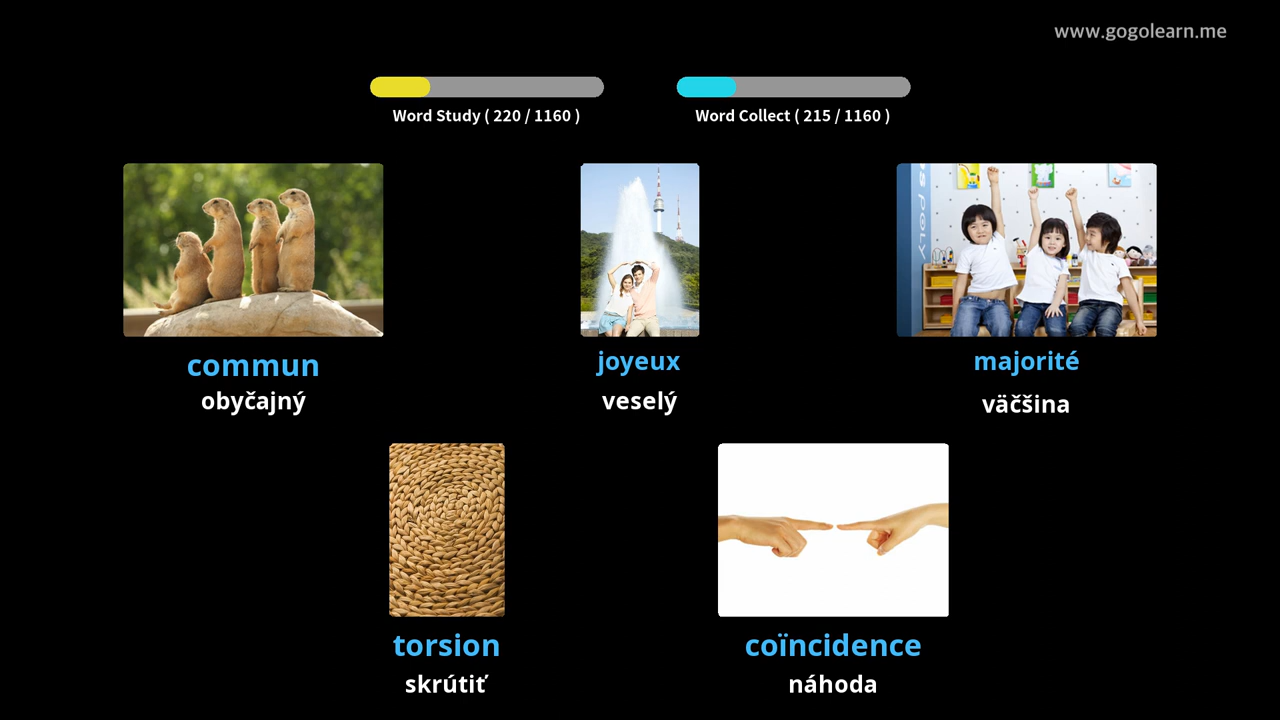 www.gogolearn.me
Word Study ( 220 / 1160 )
Word Collect ( 215 / 1160 )
commun
obyčajný
joyeux
veselý
majorité
väčšina
torsion
skrútiť
coïncidence
náhoda